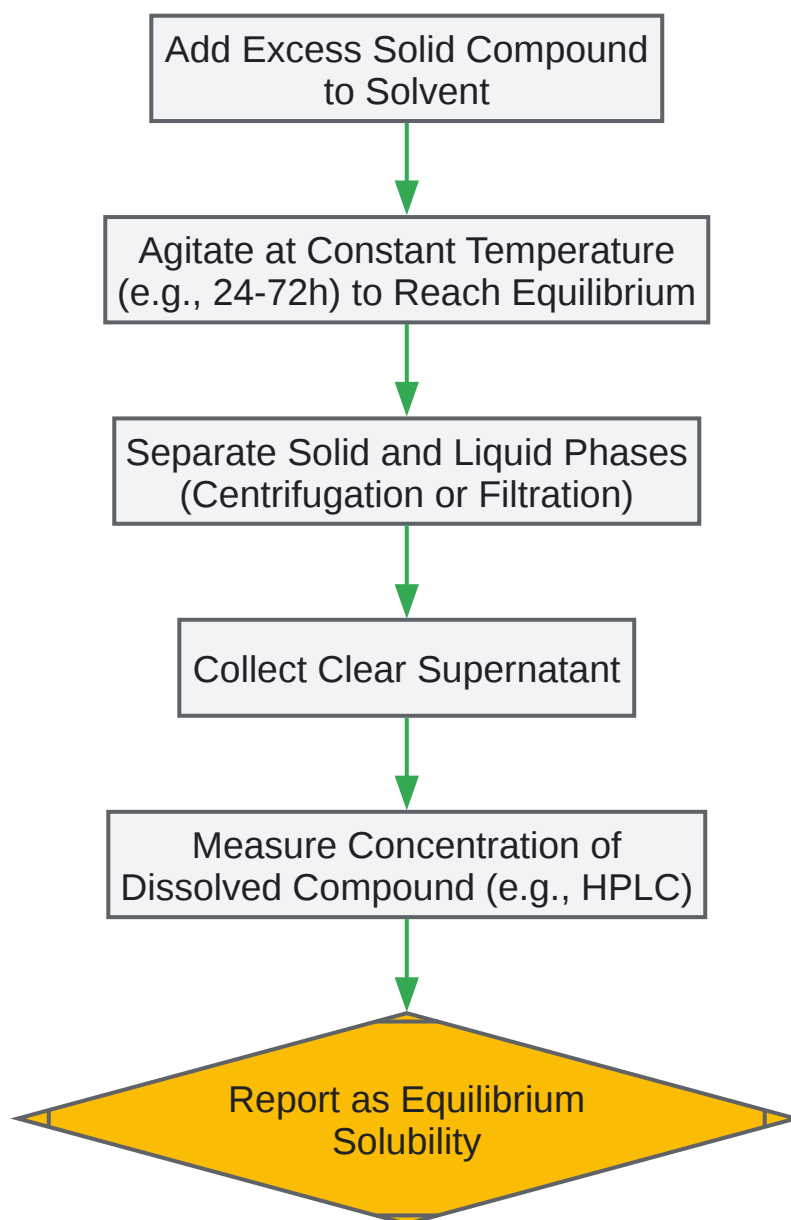 Add Excess Solid Compound
to Solvent
Agitate at Constant Temperature
(e.g., 24-72h) to Reach Equilibrium
Separate Solid and Liquid Phases
(Centrifugation or Filtration)
Collect Clear Supernatant
Measure Concentration of
Dissolved Compound (e.g., HPLC)
Report as Equilibrium
Solubility